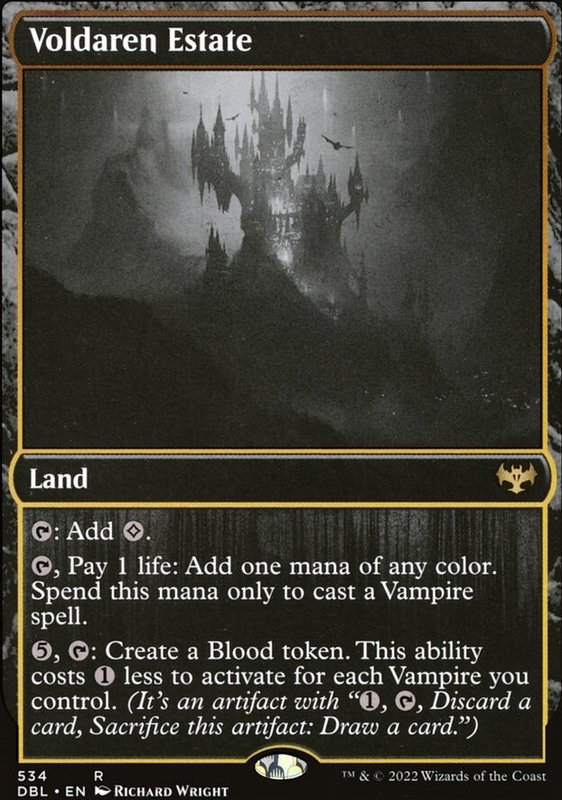 Voldaren Estate
Land
: Add .
, Pay 1 life: Add one mana of any color.
Spend this mana only to cast a Vampire
spell.
5, : Create a Blood token. This ability
costs 1 less to activate for each Vampire you
control. (It's an artifact with “1, , Discard a
card, Sacrifice this artifact: Draw a card.”)
534 R
DBL • EN Richard Wright
™ & © 2022 Wizards of the Coast